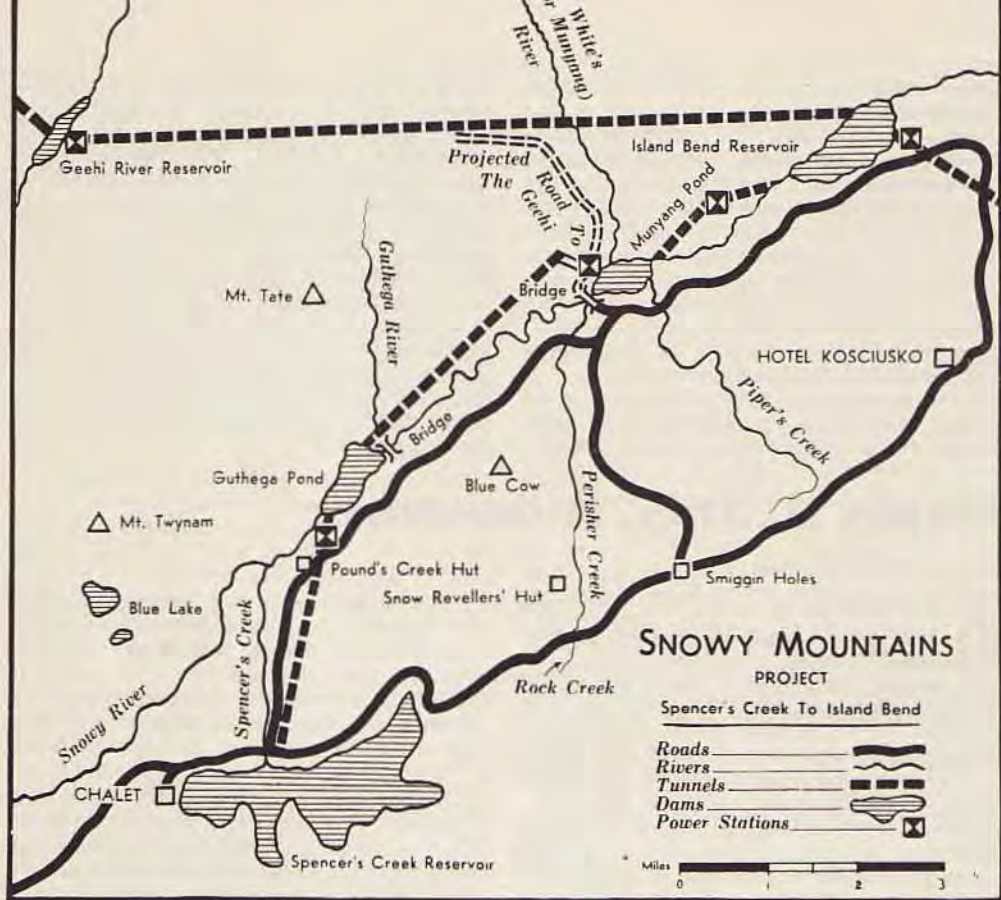 White's
(or Munyang)
River
Geehi River Reservoir
Projected
The
Road
Geehi
To
Island Bend Reservoir
Munyang Pond
Mt. Tate
Guthega River
Bridge
HOTEL KOSCIUSKO
Piper's Creek
Bridge
Guthega Pond
Blue Cow
Mt. Twynam
Perisher Creek
Pound's Creek Hut
Snow Revellers' Hut
Smiggin Holes
Blue Lake
Spencer's Creek
Snowy River
Rock Creek
CHALET
Spencer's Creek Reservoir
SNOWY MOUNTAINS
PROJECT
Spencer's Creek To Island Bend
Roads
Rivers
Tunnels
Dams
Power Stations
Miles
0 1 2 3